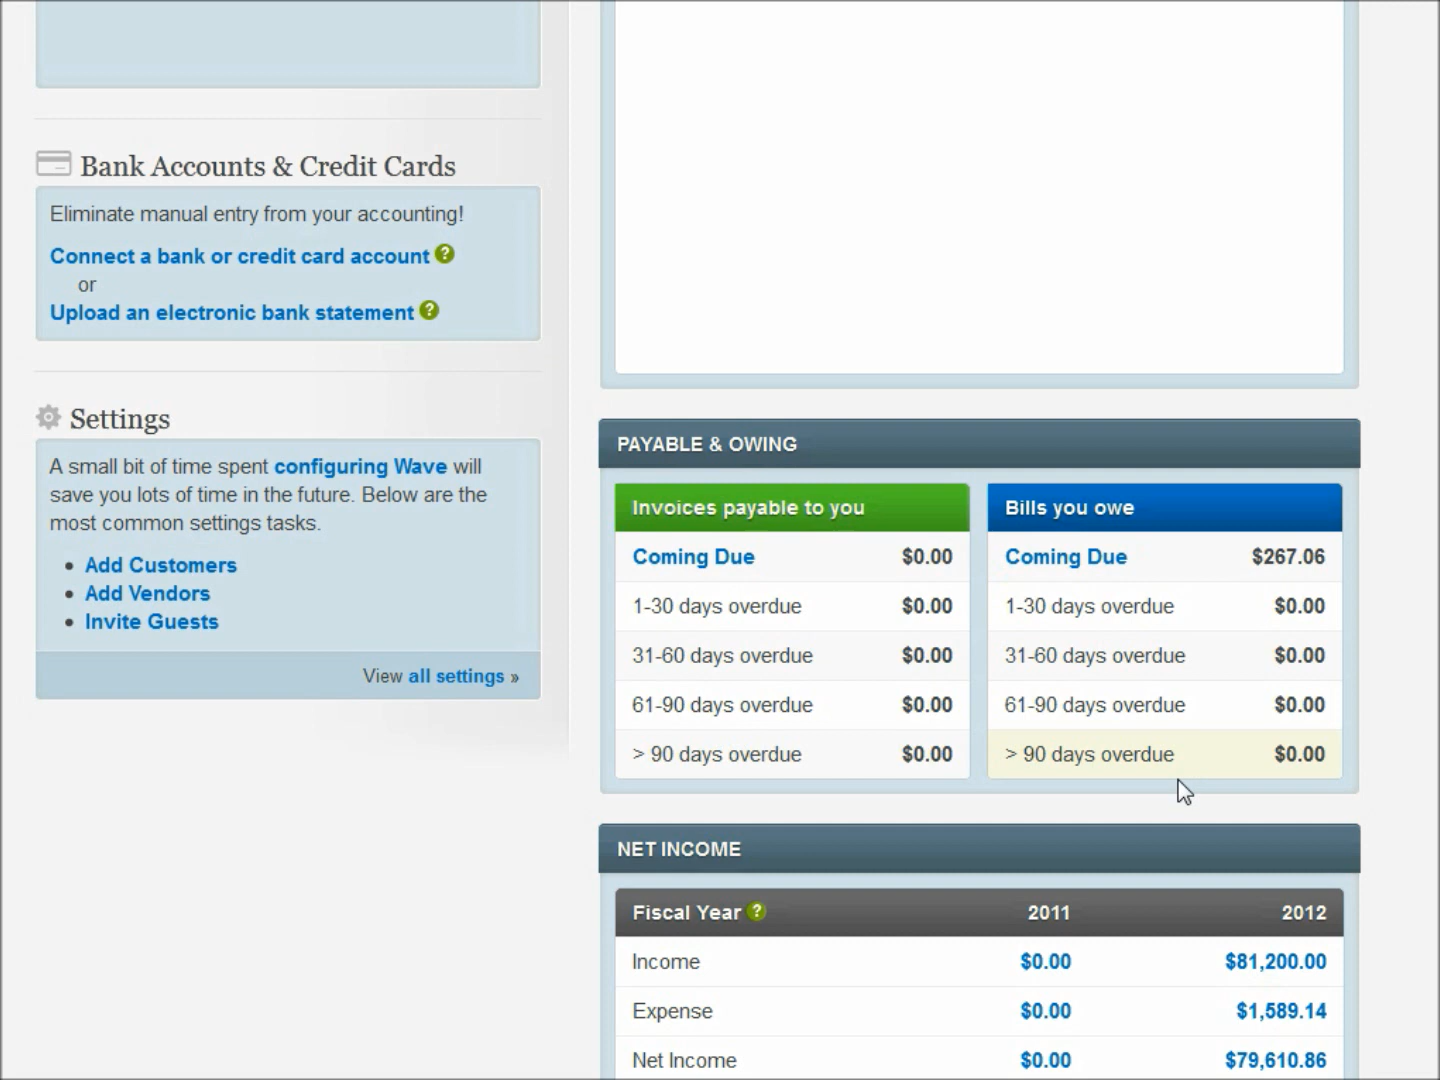 Bank Accounts & Credit Cards
Eliminate manual entry from your accounting!
Connect a bank or credit card account ?
or
Upload an electronic bank statement ?
Settings
A small bit of time spent configuring Wave will
save you lots of time in the future. Below are the
most common settings tasks.
• Add Customers
• Add Vendors
• Invite Guests
View all settings »
PAYABLE & OWING
Invoices payable to you
Coming Due $0.00
1-30 days overdue $0.00
31-60 days overdue $0.00
61-90 days overdue $0.00
> 90 days overdue $0.00
Bills you owe
Coming Due $267.06
1-30 days overdue $0.00
31-60 days overdue $0.00
61-90 days overdue $0.00
> 90 days overdue $0.00
NET INCOME
Fiscal Year ? 2011 2012
Income $0.00 $81,200.00
Expense $0.00 $1,589.14
Net Income $0.00 $79,610.86